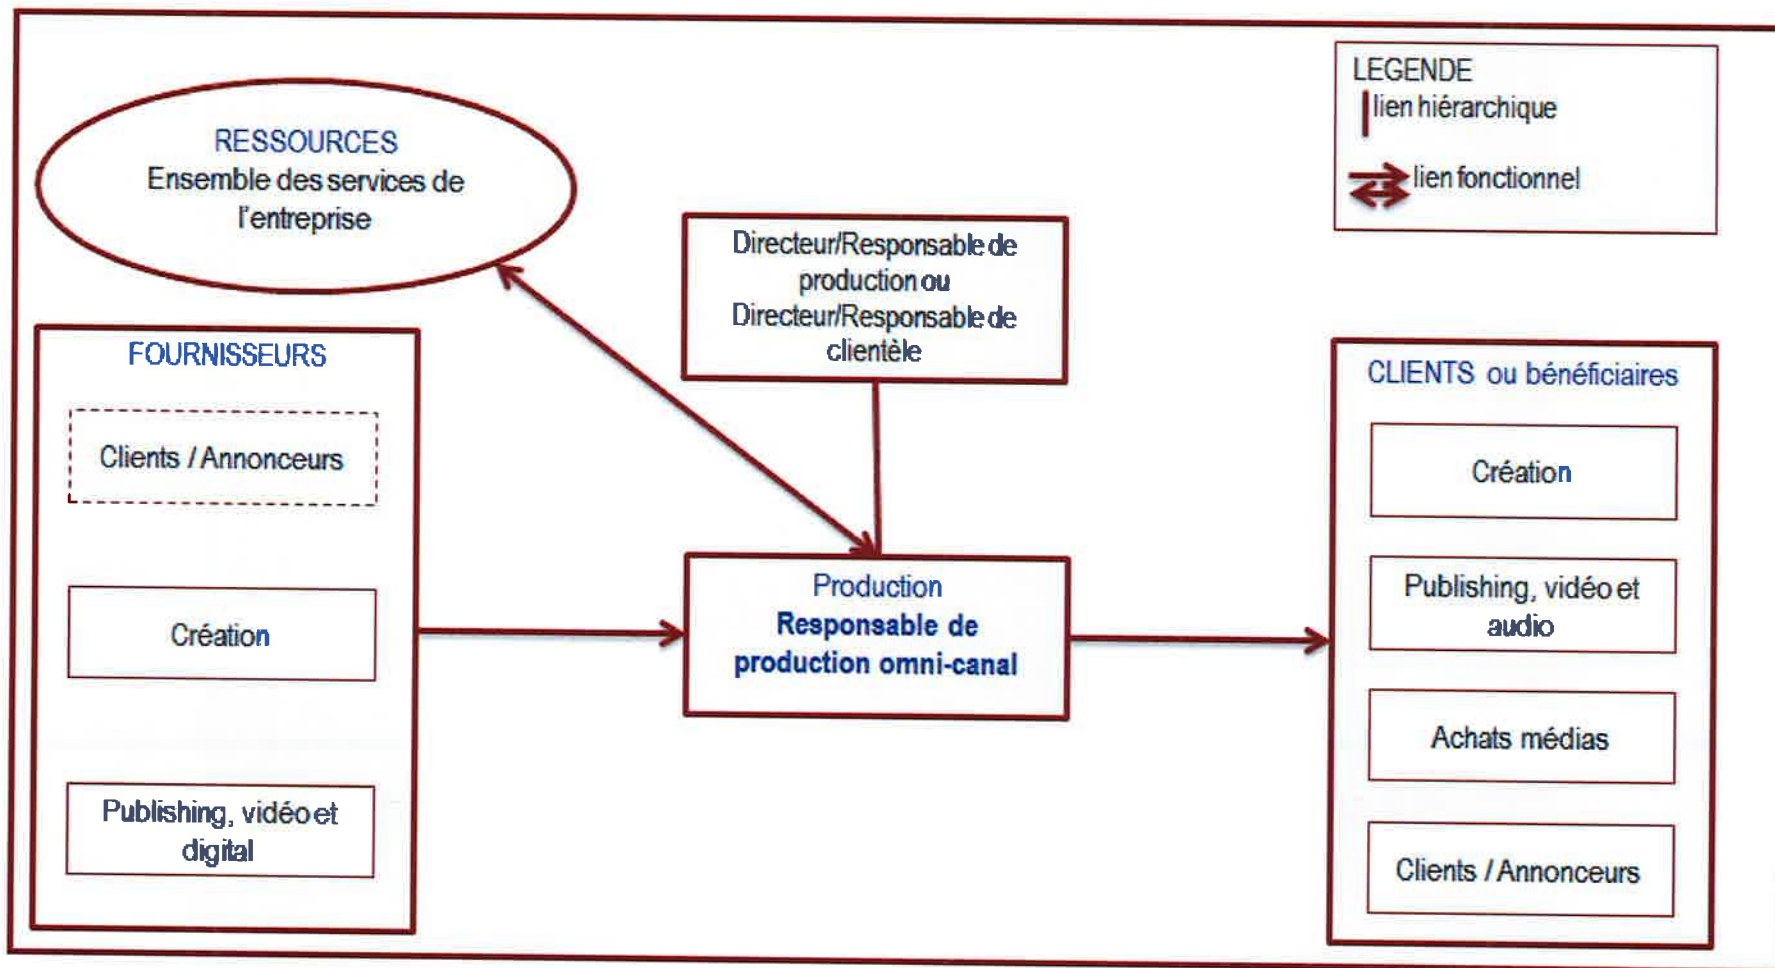 LEGENDE
lien hiérarchique
lien fonctionnel
RESSOURCES
Ensemble des services de
l'entreprise
Directeur/Responsable de
production ou
Directeur/Responsable de
clientèle
FOURNISSEURS
Clients / Annonceurs
Création
Publishing, vidéo et
digital
Production
Responsable de
production omni-canal
CLIENTS ou bénéficiaires
Création
Publishing, vidéo et
audio
Achats médias
Clients / Annonceurs